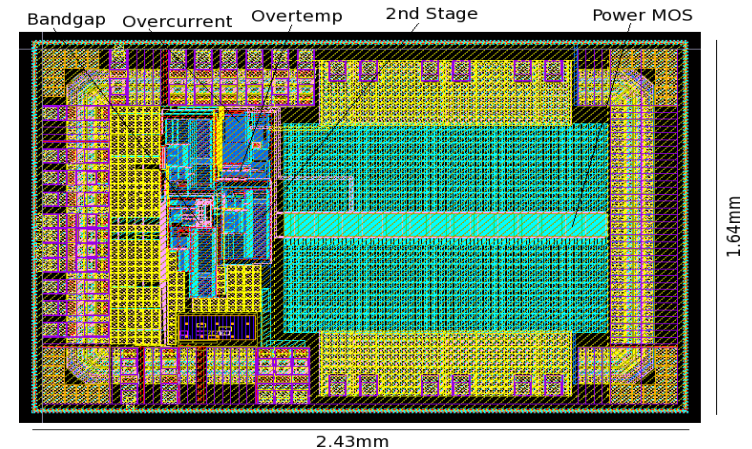 Bandgap
Overcurrent
Overtemp
2nd Stage
Power MOS
1.64mm
2.43mm